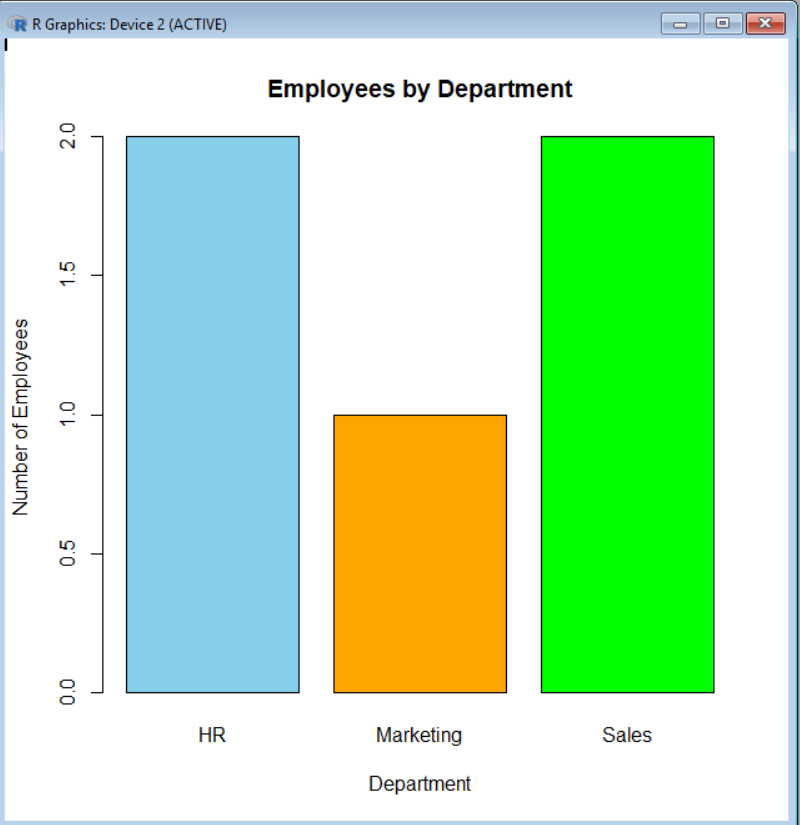 R Graphics: Device 2 (ACTIVE)
Employees by Department
Number of Employees
2.0
1.5
1.0
0.5
0.0
HR Marketing Sales
Department